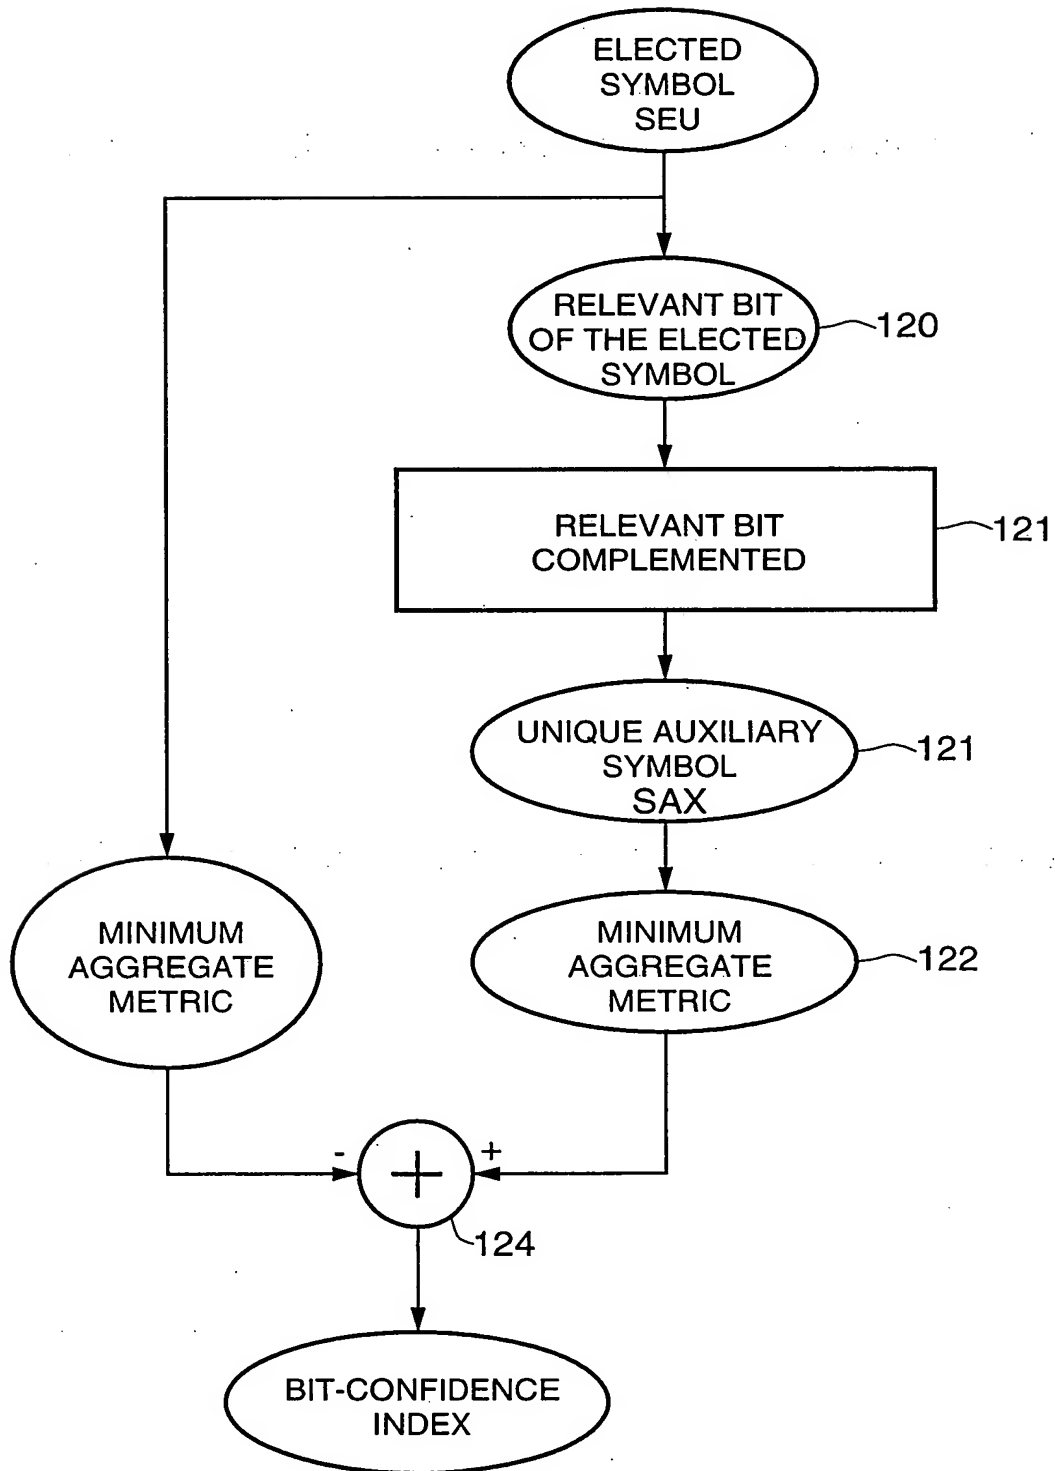 ELECTED
SYMBOL
SEU
RELEVANT BIT
OF THE ELECTED
SYMBOL
120
RELEVANT BIT
COMPLEMENTED
121
UNIQUE AUXILIARY
SYMBOL
SAX
121
MINIMUM
AGGREGATE
METRIC
MINIMUM
AGGREGATE
METRIC
122
- +
+
124
BIT-CONFIDENCE
INDEX